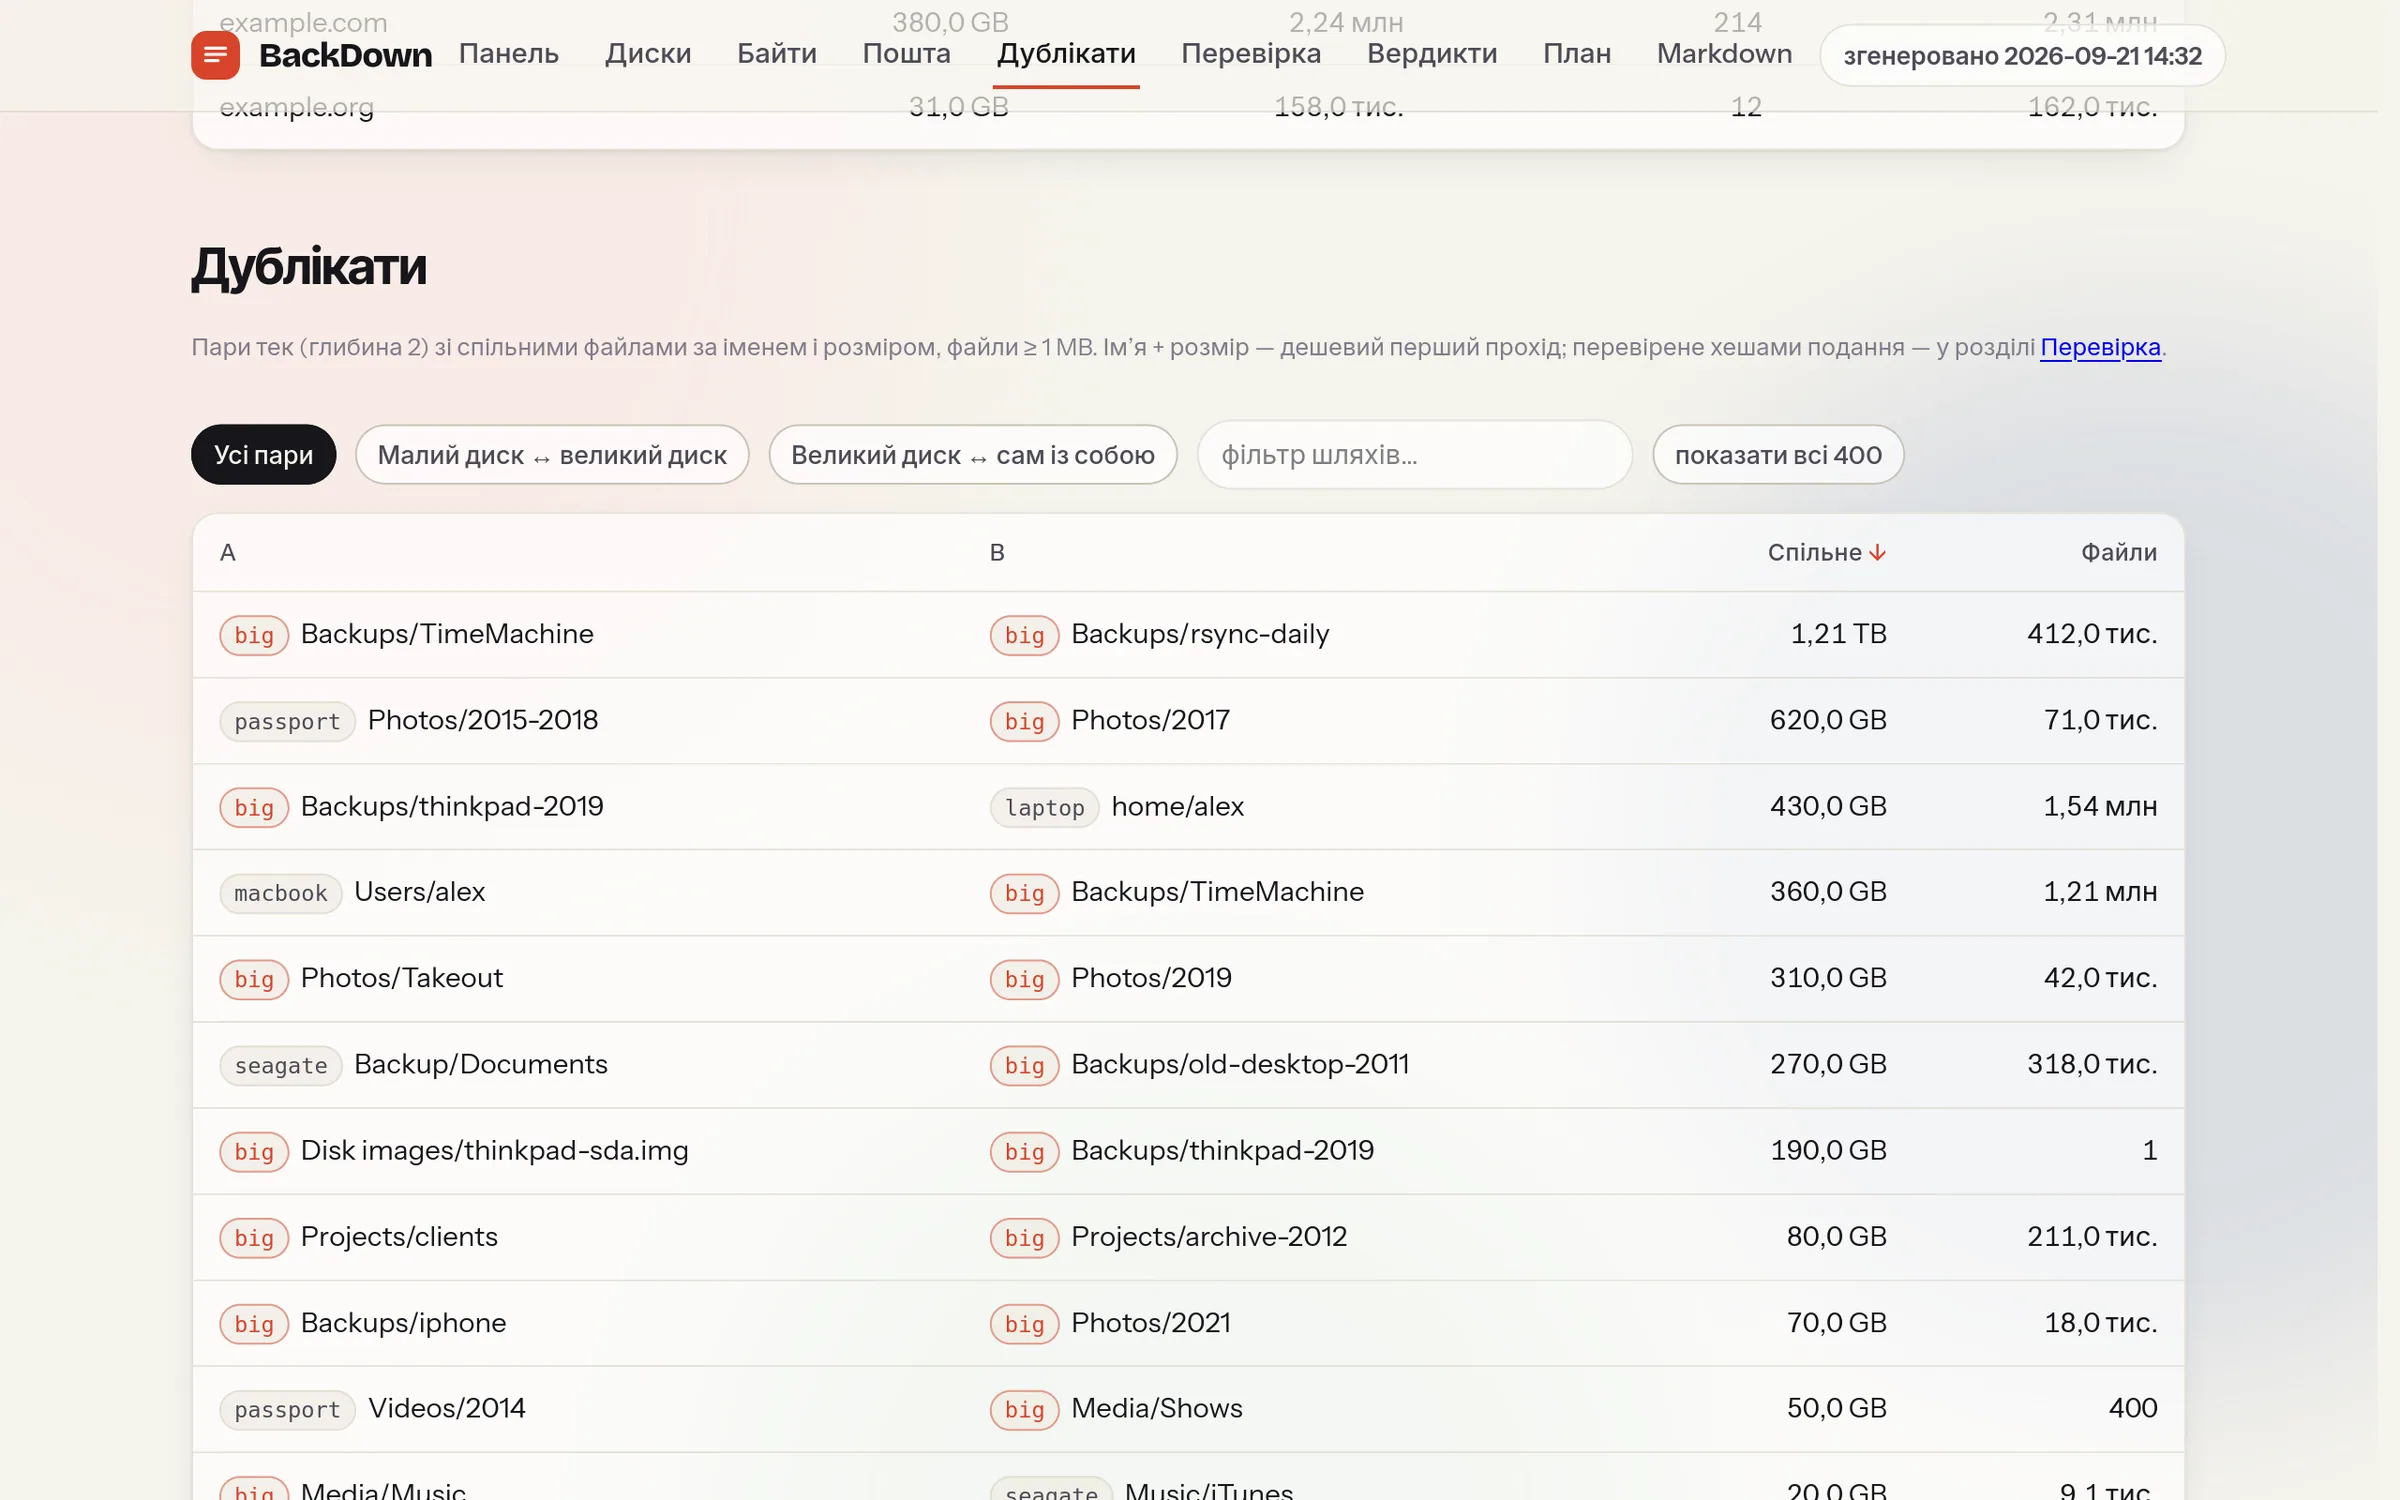 example.com 380,0 GB 2,24 млн 214 2,31 млн
BackDown Панель Диски Байти Пошта Дублікати Перевірка Вердикти План Markdown згенеровано 2026-09-21 14:32
example.org 31,0 GB 158,0 тис. 12 162,0 тис.
Дублікати
Пари тек (глибина 2) зі спільними файлами за іменем і розміром, файли ≥ 1 MB. Ім’я + розмір — дешевий перший прохід; перевірене хешами подання — у розділі Перевірка.
Усі пари Малий диск ↔ великий диск Великий диск ↔ сам із собою фільтр шляхів… показати всі 400
A B Спільне ↓ Файли
big Backups/TimeMachine big Backups/rsync-daily 1,21 TB 412,0 тис.
passport Photos/2015-2018 big Photos/2017 620,0 GB 71,0 тис.
big Backups/thinkpad-2019 laptop home/alex 430,0 GB 1,54 млн
macbook Users/alex big Backups/TimeMachine 360,0 GB 1,21 млн
big Photos/Takeout big Photos/2019 310,0 GB 42,0 тис.
seagate Backup/Documents big Backups/old-desktop-2011 270,0 GB 318,0 тис.
big Disk images/thinkpad-sda.img big Backups/thinkpad-2019 190,0 GB 1
big Projects/clients big Projects/archive-2012 80,0 GB 211,0 тис.
big Backups/iphone big Photos/2021 70,0 GB 18,0 тис.
passport Videos/2014 big Media/Shows 50,0 GB 400
big Media/Music seagate Music/iTunes 20,0 GB 9,1 тис.